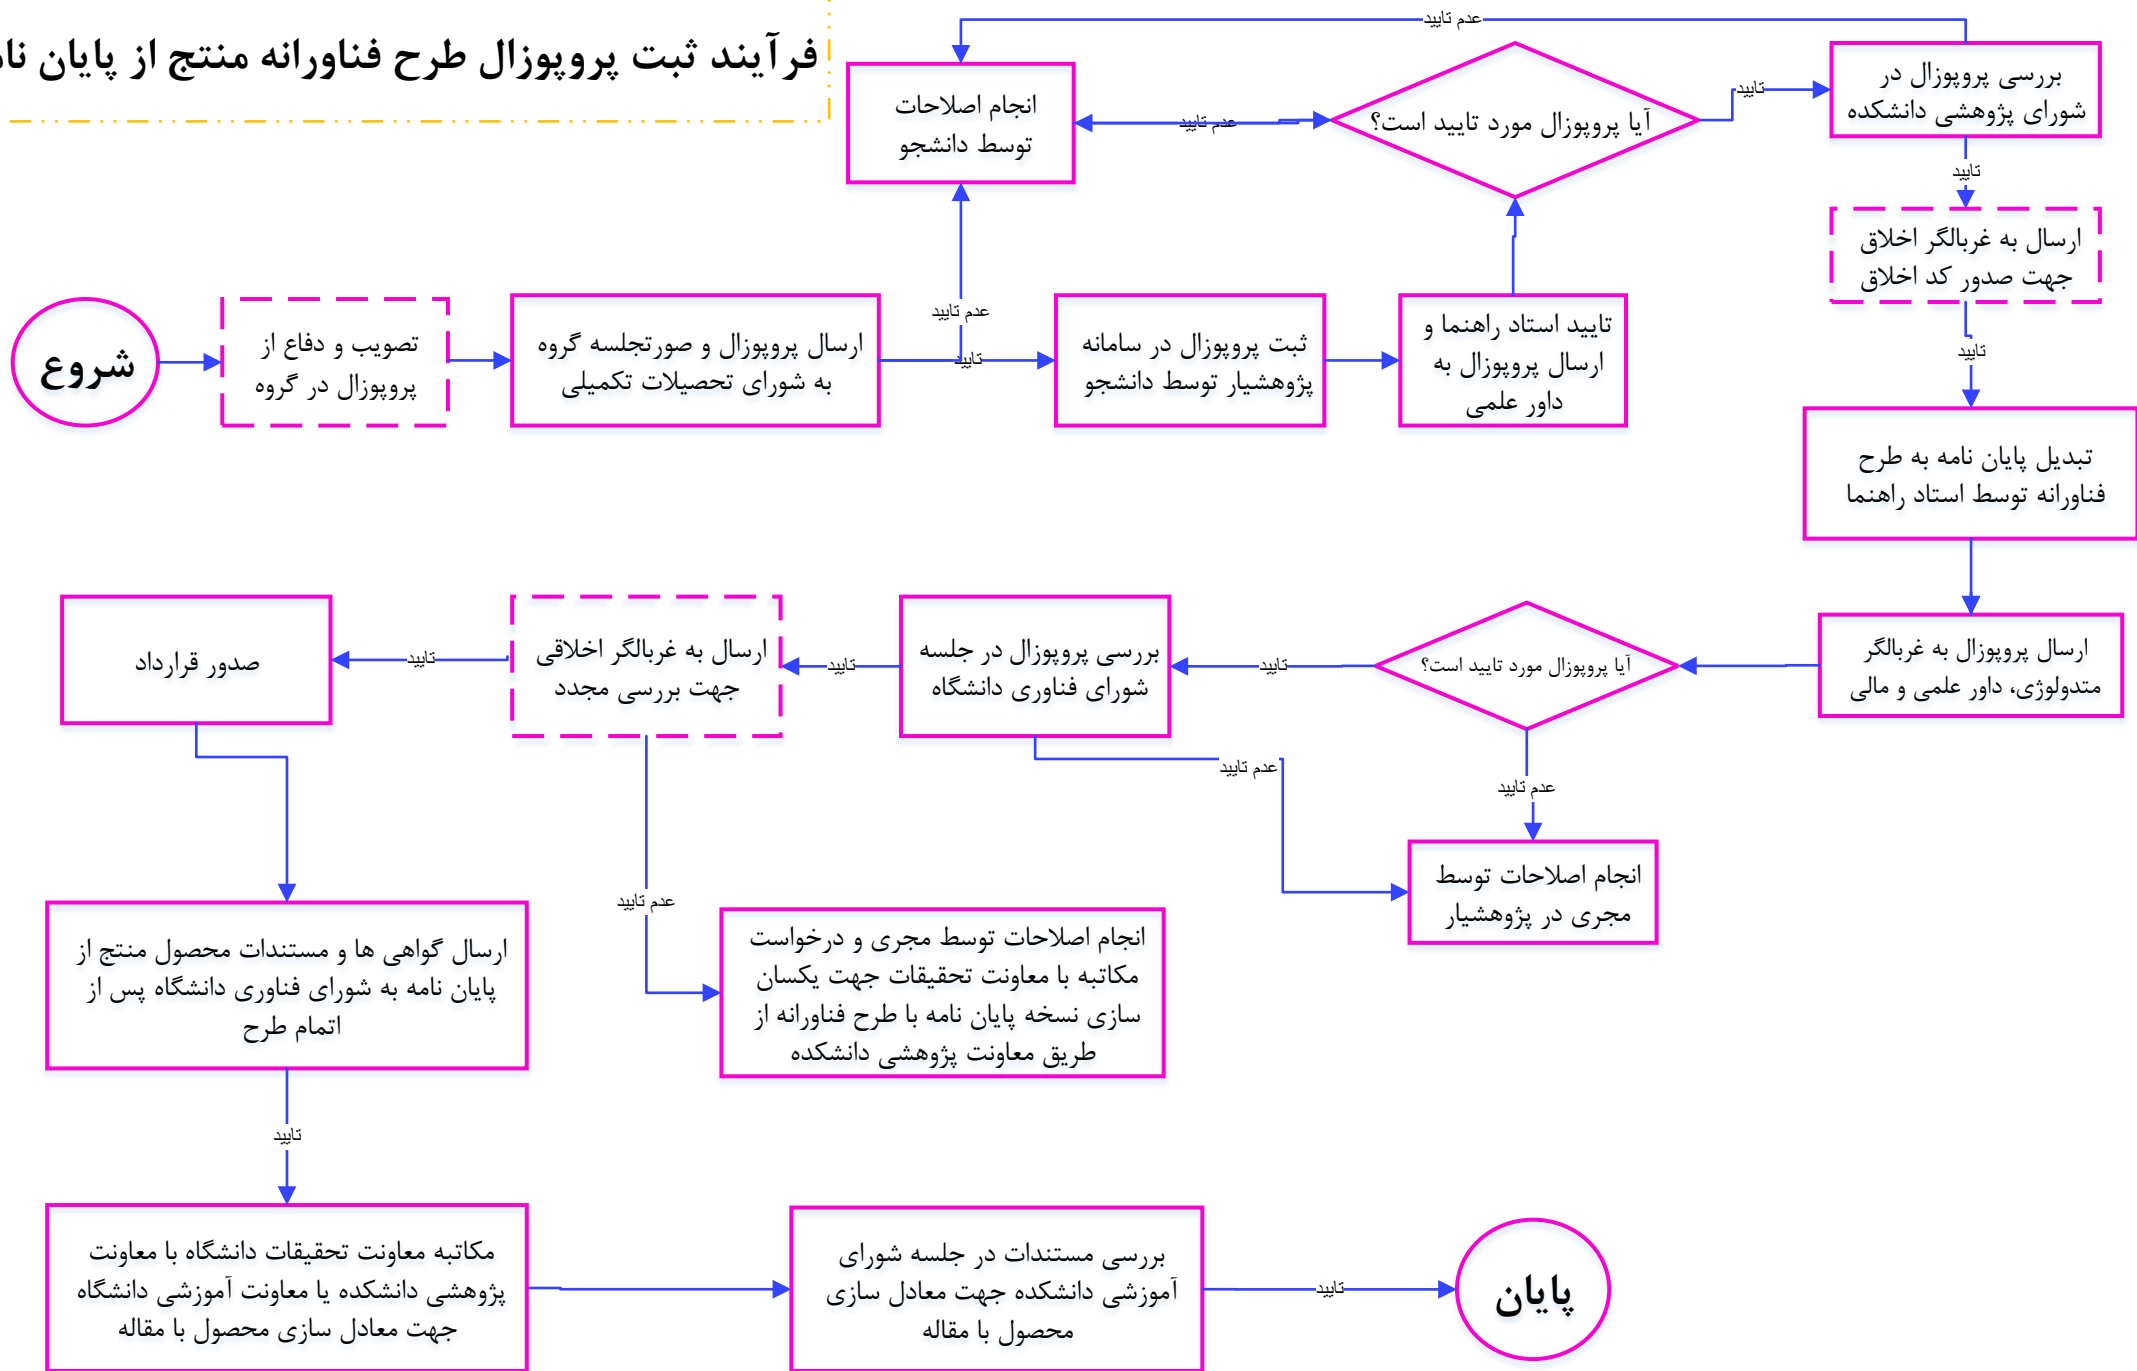 فرآیند ثبت پروپوزال طرح فناورانه منتج از پایان
عدم تایید
انجام اصلاحات
توسط دانشجو
عدم تایید
آیا پروپوزال مورد تایید است؟
تایید
بررسی پروپوزال در
شورای پژوهشی دانشکده
تایید
ارسال به غربالگر اخلاق
جهت صدور کد اخلاق
تایید
شروع
تصویب و دفاع از
پروپوزال در گروه
ارسال پروپوزال و صورتجلسه گروه
به شورای تحصیلات تکمیلی
عدم تایید
تایید
ثبت پروپوزال در سامانه
پژوهشیار توسط دانشجو
تایید استاد راهنما و
ارسال پروپوزال به
داور علمی
تبدیل پایان نامه به طرح
فناورانه توسط استاد راهنما
ارسال پروپوزال به غربالگر
متدولوژی، داور علمی و مالی
آیا پروپوزال مورد تایید است؟
تایید
عدم تایید
بررسی پروپوزال در جلسه
شورای فناوری دانشگاه
تایید
عدم تایید
انجام اصلاحات توسط
مجری در پژوهشیار
ارسال به غربالگر اخلاقی
جهت بررسی مجدد
تایید
عدم تایید
انجام اصلاحات توسط مجری و درخواست
مکاتبه با معاونت تحقیقات جهت یکسان
سازی نسخه پایان نامه با طرح فناورانه از
طریق معاونت پژوهشی دانشکده
صدور قرارداد
ارسال گواهی ها و مستندات محصول منتج از
پایان نامه به شورای فناوری دانشگاه پس از
اتمام طرح
تایید
مکاتبه معاونت تحقیقات دانشگاه با معاونت
پژوهشی دانشکده یا معاونت آموزشی دانشگاه
جهت معادل سازی محصول با مقاله
بررسی مستندات در جلسه شورای
آموزشی دانشکده جهت معادل سازی
محصول با مقاله
تایید
پایان